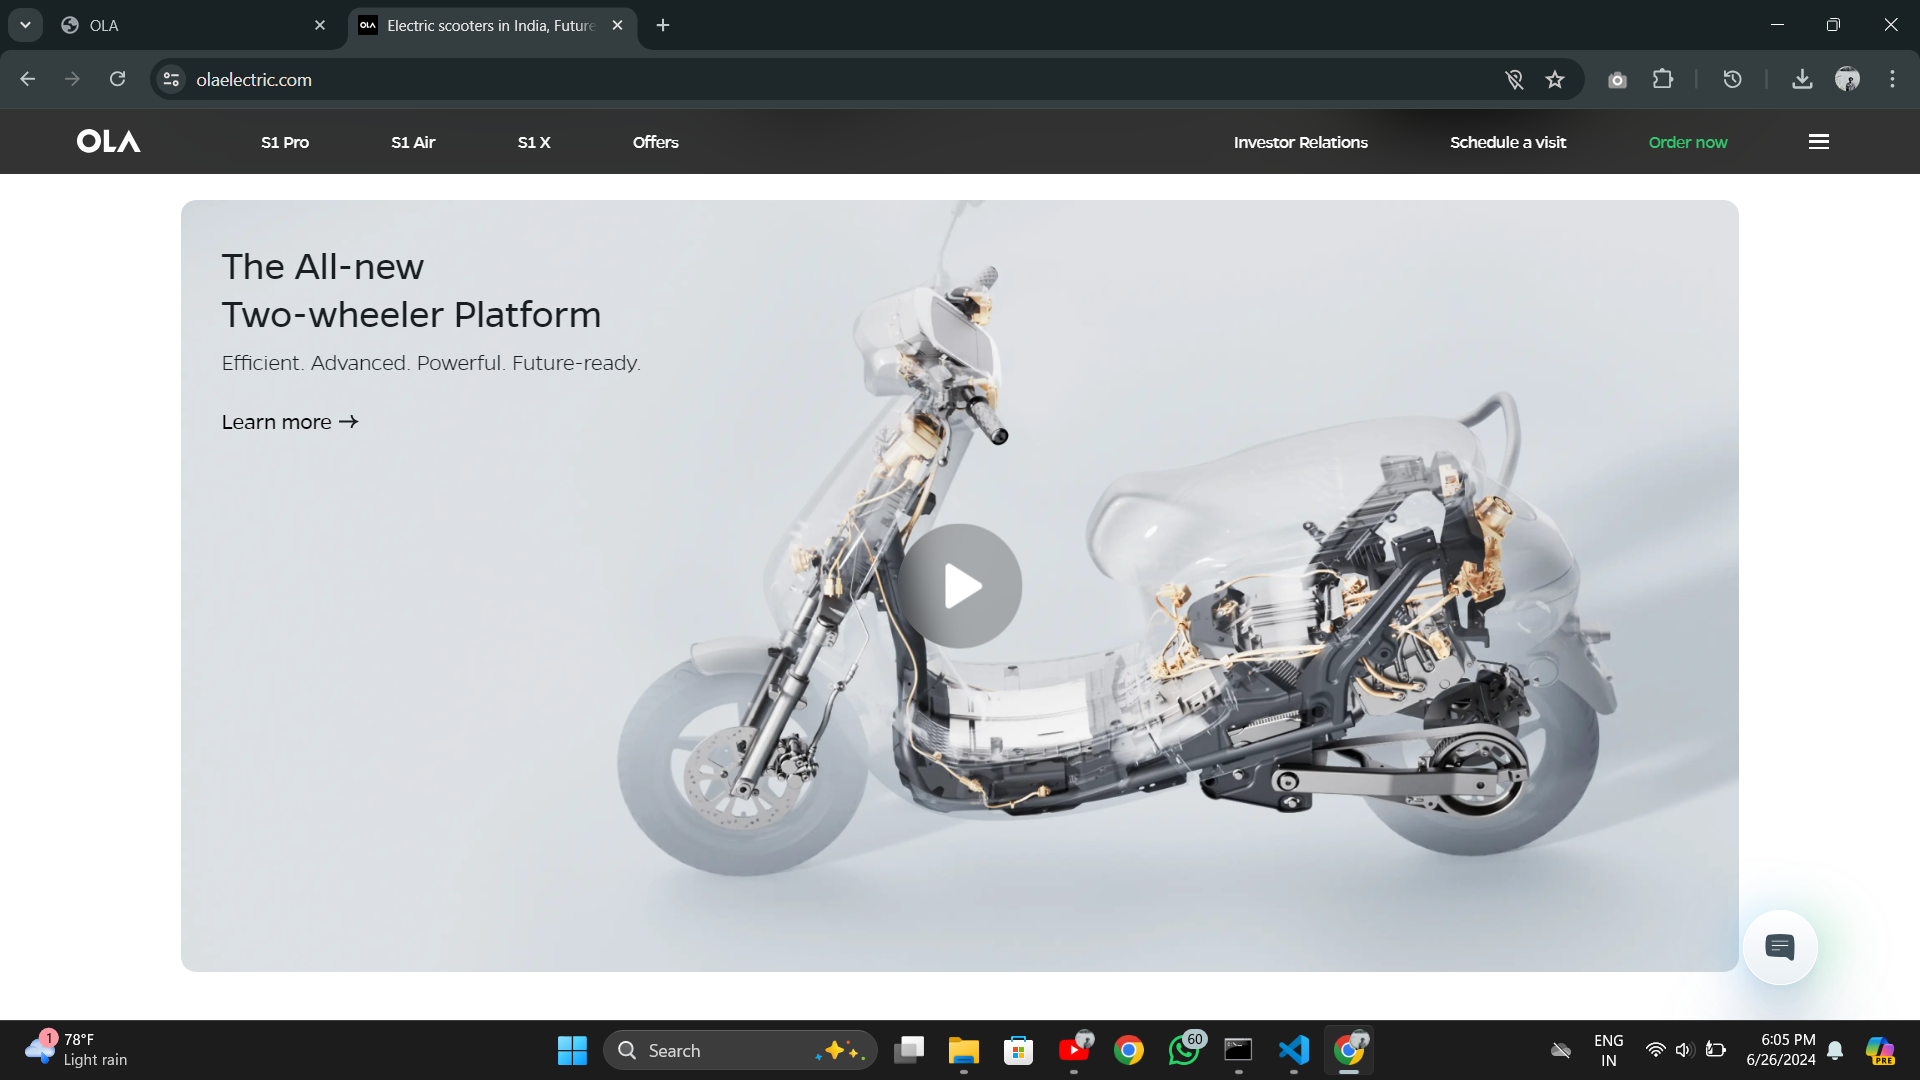 OLA
OLA
Electric scooters in India, Future
olaelectric.com
OLA
S1 Pro
S1 Air
S1 X
Offers
Investor Relations
Schedule a visit
Order now
The All-new
Two-wheeler Platform
Efficient. Advanced. Powerful. Future-ready.
Learn more →
1
78°F
Light rain
Search
60
ENG
IN
6:05 PM
6/26/2024
PRE